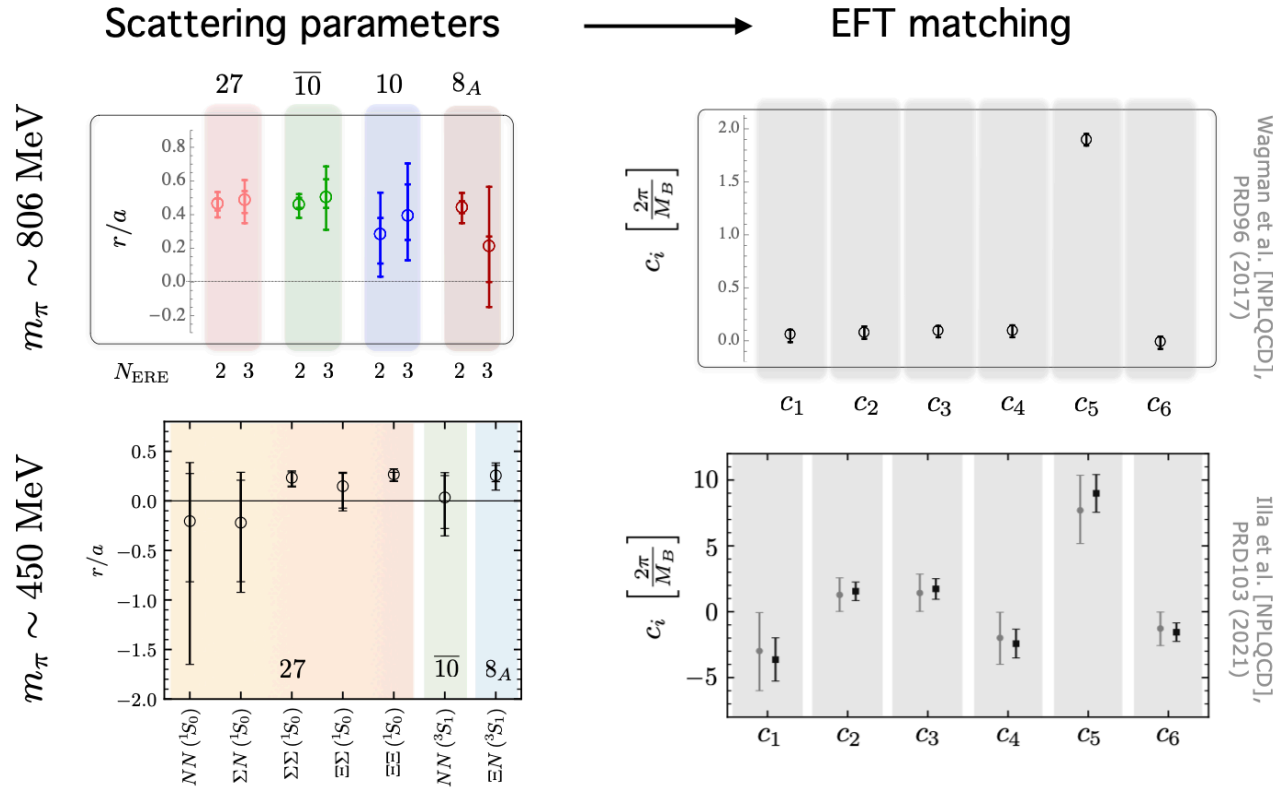 Scattering parameters
EFT matching
m_π ∼ 806 MeV
27
\overline{10}
10
8_A
r/a
0.8
0.6
0.4
0.2
0.0
−0.2
N_ERE
2 3
2 3
2 3
2 3
c_i [2π/M_B]
2.0
1.5
1.0
0.5
0.0
c_1
c_2
c_3
c_4
c_5
c_6
Wagman et al. [NPLQCD],
PRD96 (2017)
m_π ∼ 450 MeV
r/a
0.5
0.0
−0.5
−1.0
−1.5
−2.0
27
\overline{10}
8_A
NN (¹S₀)
ΣN (¹S₀)
ΣΣ (¹S₀)
ΞΣ (¹S₀)
ΞΞ (¹S₀)
NN (³S₁)
ΞN (³S₁)
c_i [2π/M_B]
10
5
0
−5
c_1
c_2
c_3
c_4
c_5
c_6
Illa et al. [NPLQCD],
PRD103 (2021)